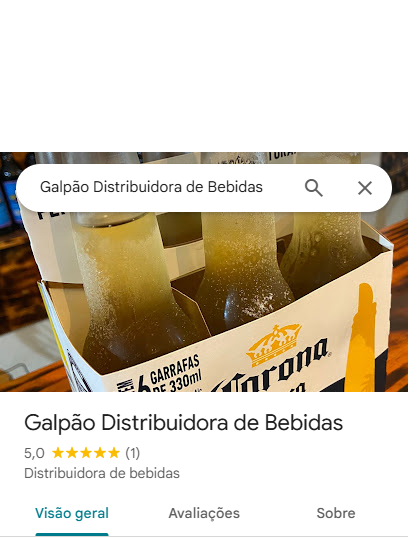 Galpão Distribuidora de Bebidas
6 GARRAFAS
DE 330ml
Corona
Galpão Distribuidora de Bebidas
5,0 (1)
Distribuidora de bebidas
Visão geral Avaliações Sobre